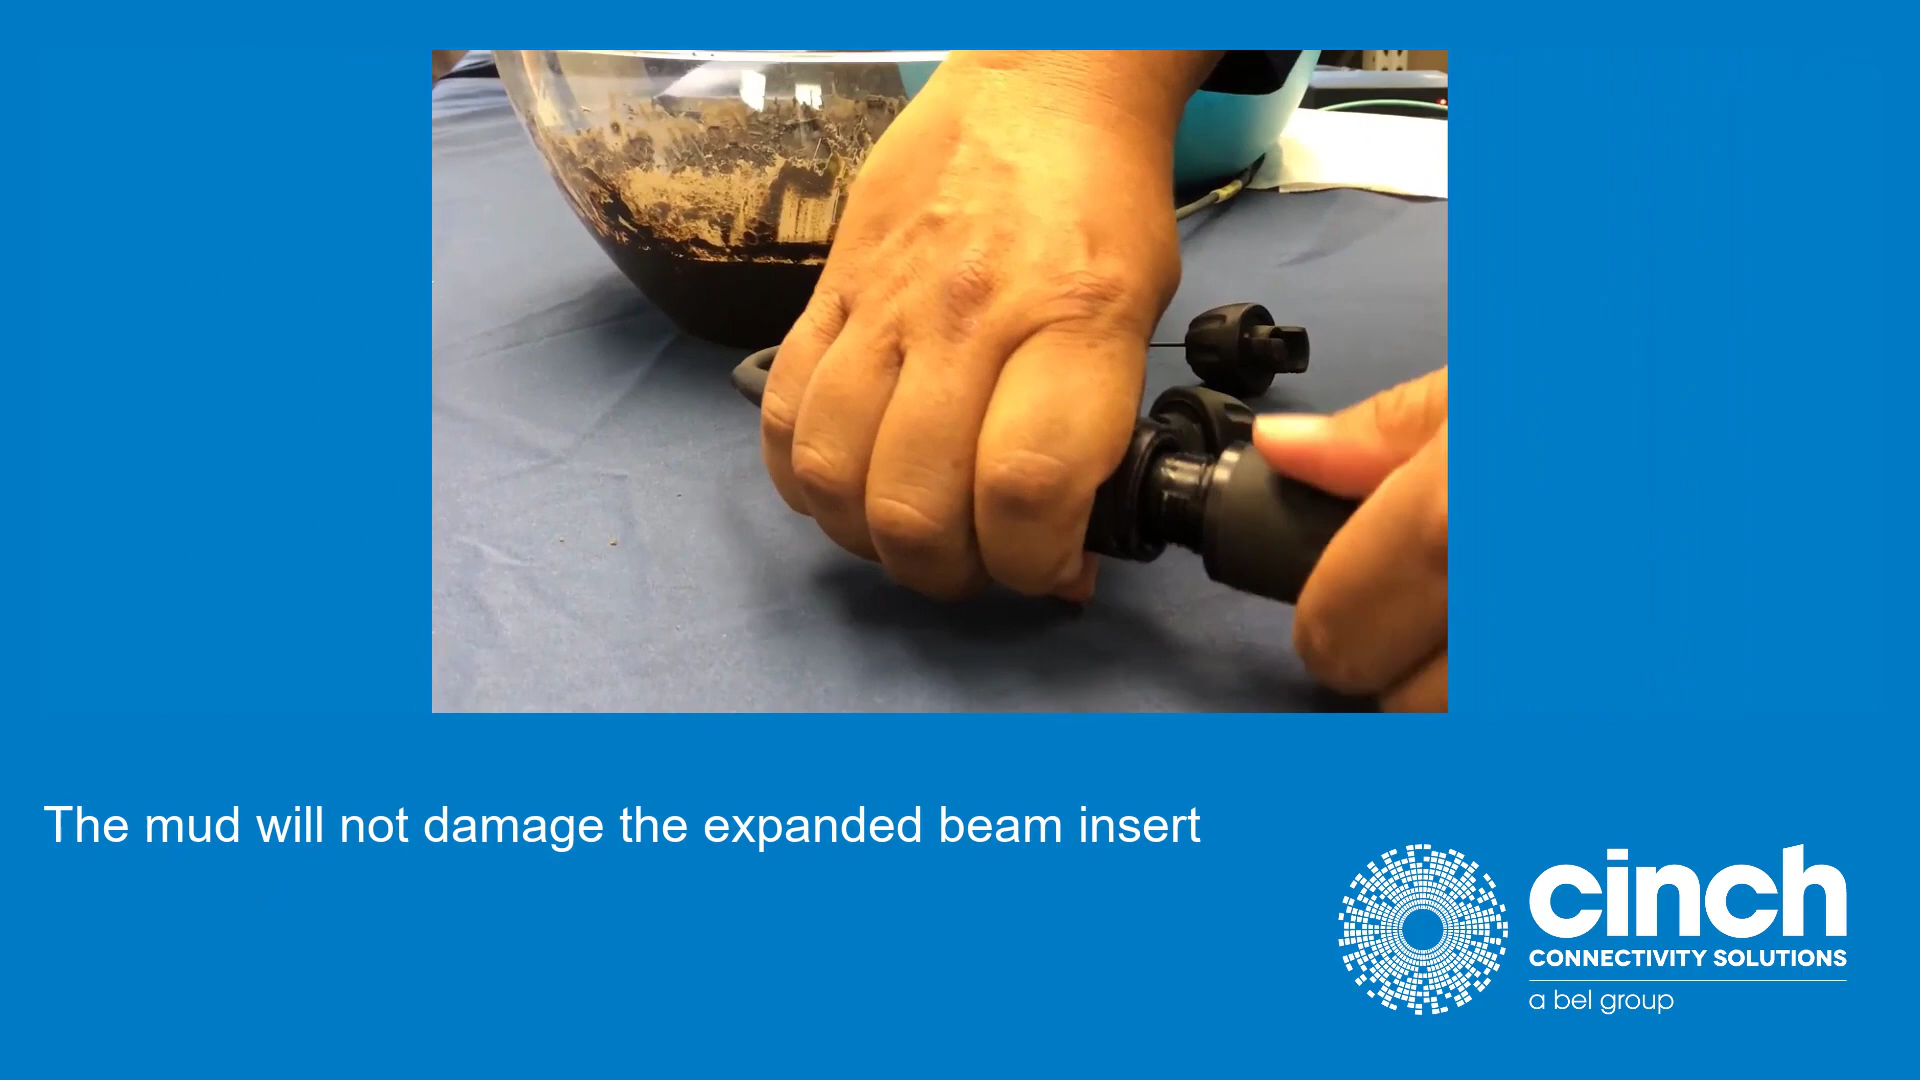 The mud will not damage the expanded beam insert
cinch
CONNECTIVITY SOLUTIONS
a bel group